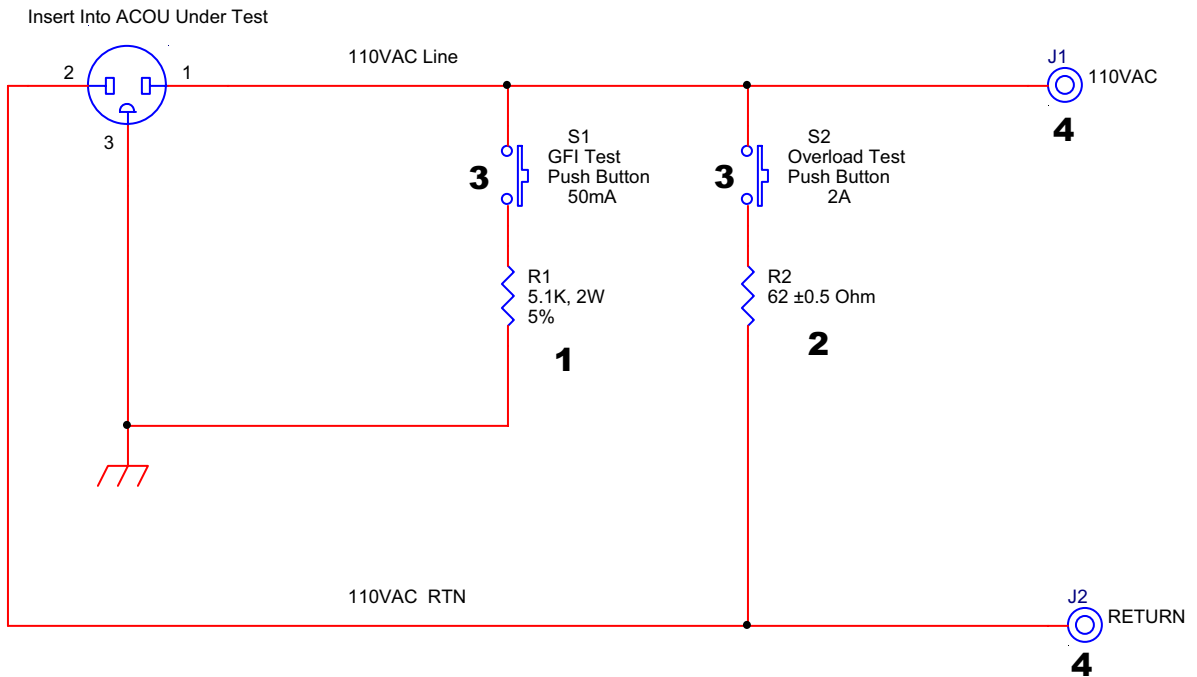 Insert Into ACOU Under Test
110VAC Line
2
1
3
J1
110VAC
4
S1
GFI Test
Push Button
50mA
3
S2
Overload Test
Push Button
2A
3
R1
5.1K, 2W
5%
1
R2
62 ±0.5 Ohm
2
110VAC RTN
J2
RETURN
4